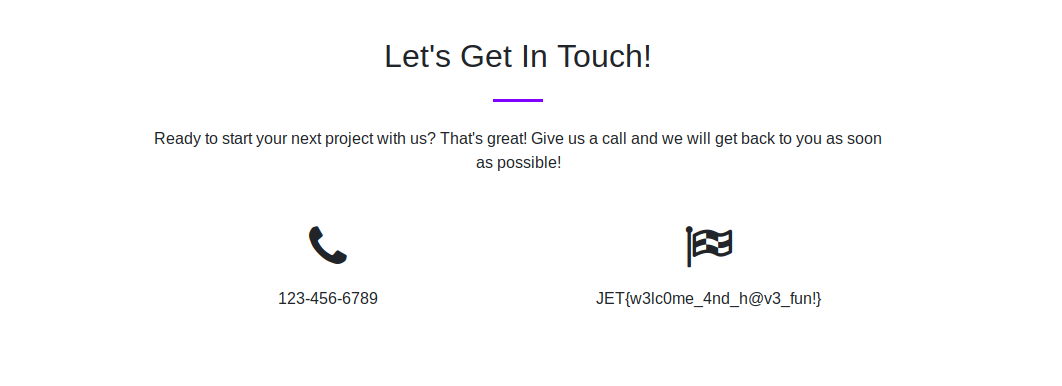 Let's Get In Touch!
Ready to start your next project with us? That's great! Give us a call and we will get back to you as soon
as possible!
123-456-6789
JET{w3lc0me_4nd_h@v3_fun!}